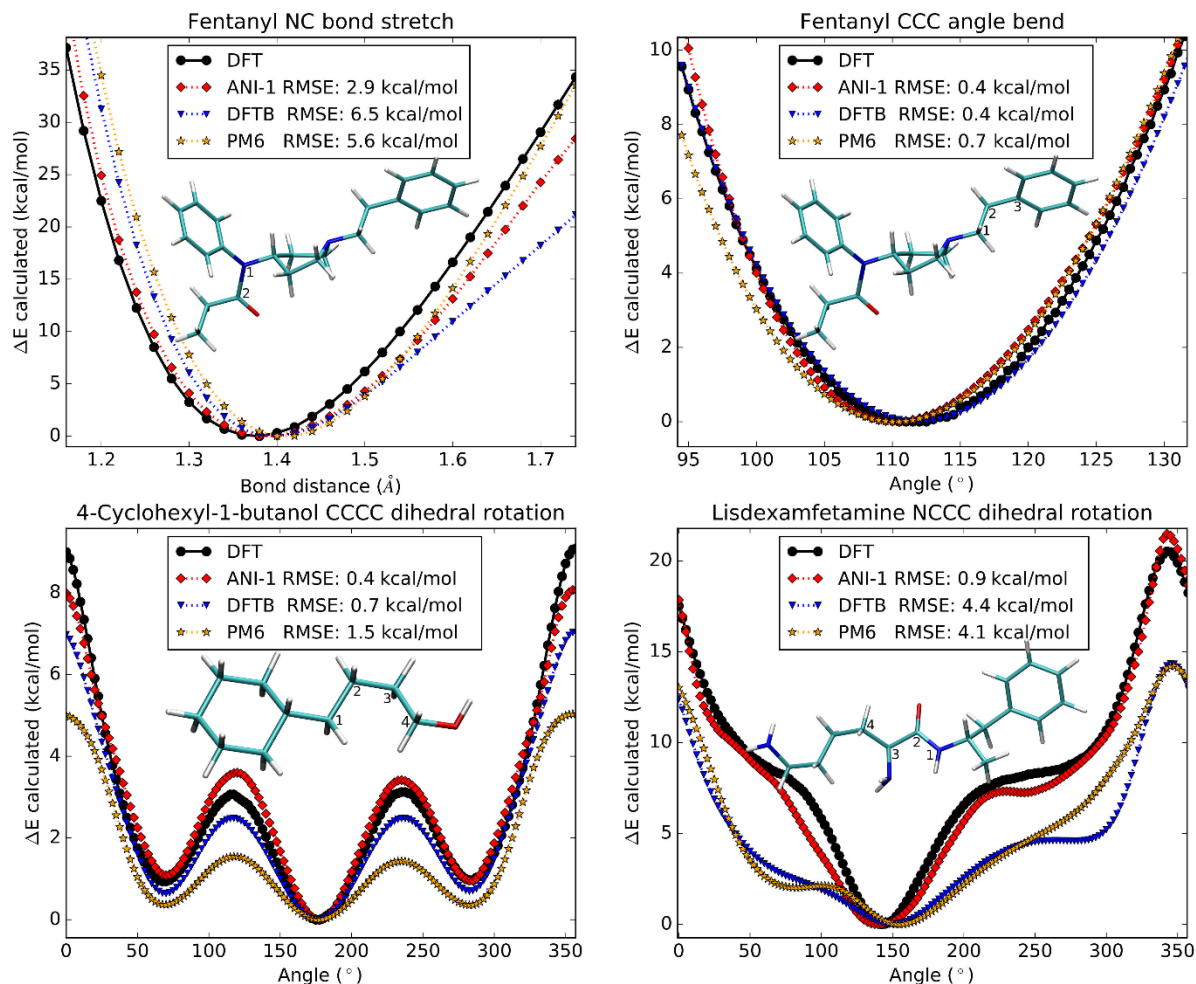 Fentanyl NC bond stretch
DFT
ANI-1 RMSE: 2.9 kcal/mol
DFTB RMSE: 6.5 kcal/mol
PM6 RMSE: 5.6 kcal/mol
ΔE calculated (kcal/mol)
35
30
25
20
15
10
5
0
1
2
1.2 1.3 1.4 1.5 1.6 1.7
Bond distance (Å)
Fentanyl CCC angle bend
DFT
ANI-1 RMSE: 0.4 kcal/mol
DFTB RMSE: 0.4 kcal/mol
PM6 RMSE: 0.7 kcal/mol
ΔE calculated (kcal/mol)
10
8
6
4
2
0
2
3
1
95 100 105 110 115 120 125 130
Angle (°)
4-Cyclohexyl-1-butanol CCCC dihedral rotation
DFT
ANI-1 RMSE: 0.4 kcal/mol
DFTB RMSE: 0.7 kcal/mol
PM6 RMSE: 1.5 kcal/mol
ΔE calculated (kcal/mol)
8
6
4
2
0
2
3
1
4
0 50 100 150 200 250 300 350
Angle (°)
Lisdexamfetamine NCCC dihedral rotation
DFT
ANI-1 RMSE: 0.9 kcal/mol
DFTB RMSE: 4.4 kcal/mol
PM6 RMSE: 4.1 kcal/mol
ΔE calculated (kcal/mol)
20
15
10
5
0
4
2
3
1
0 50 100 150 200 250 300 350
Angle (°)